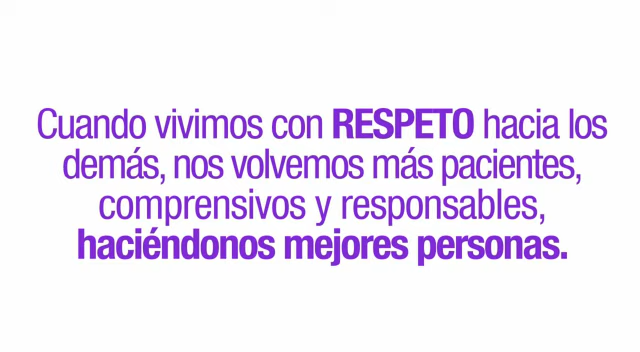 Cuando vivimos con RESPETO hacia los
demás, nos volvemos más pacientes,
comprensivos y responsables,
haciéndonos mejores personas.